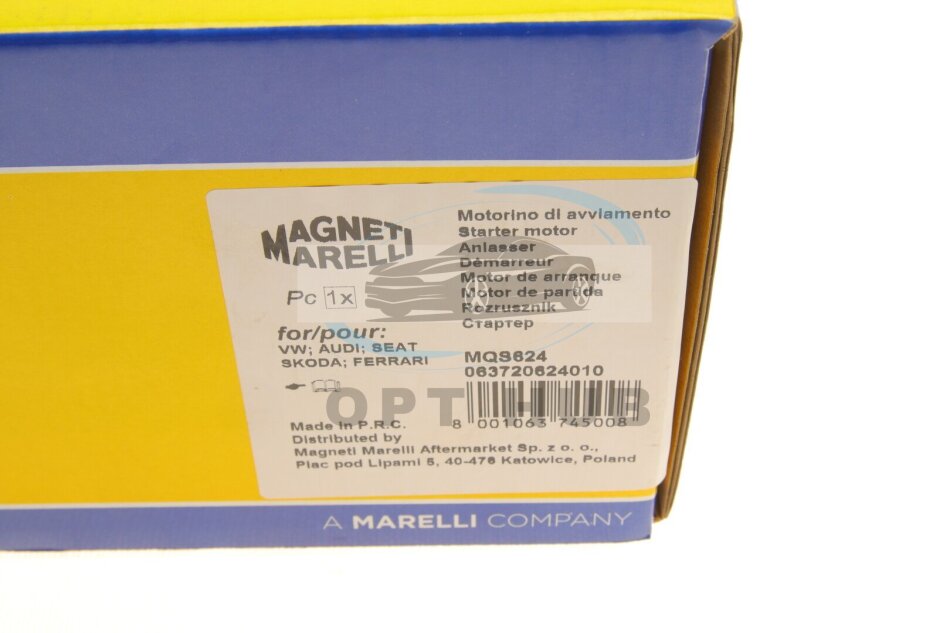 MAGNETI
MARELLI
Pc 1x
for/pour:
VW; AUDI; SEAT
SKODA; FERRARI
Motorino di avviamento
Starter motor
Anlasser
Démarreur
Motor de arranque
Motor de partida
Rozrusznik
Стартер
MQS624
063720624010
8 001063 745008
OPT HUB
Made in P.R.C.
Distributed by
Magneti Marelli Aftermarket Sp. z o. o.,
Plac pod Lipami 5, 40-476 Katowice, Poland
A MARELLI COMPANY